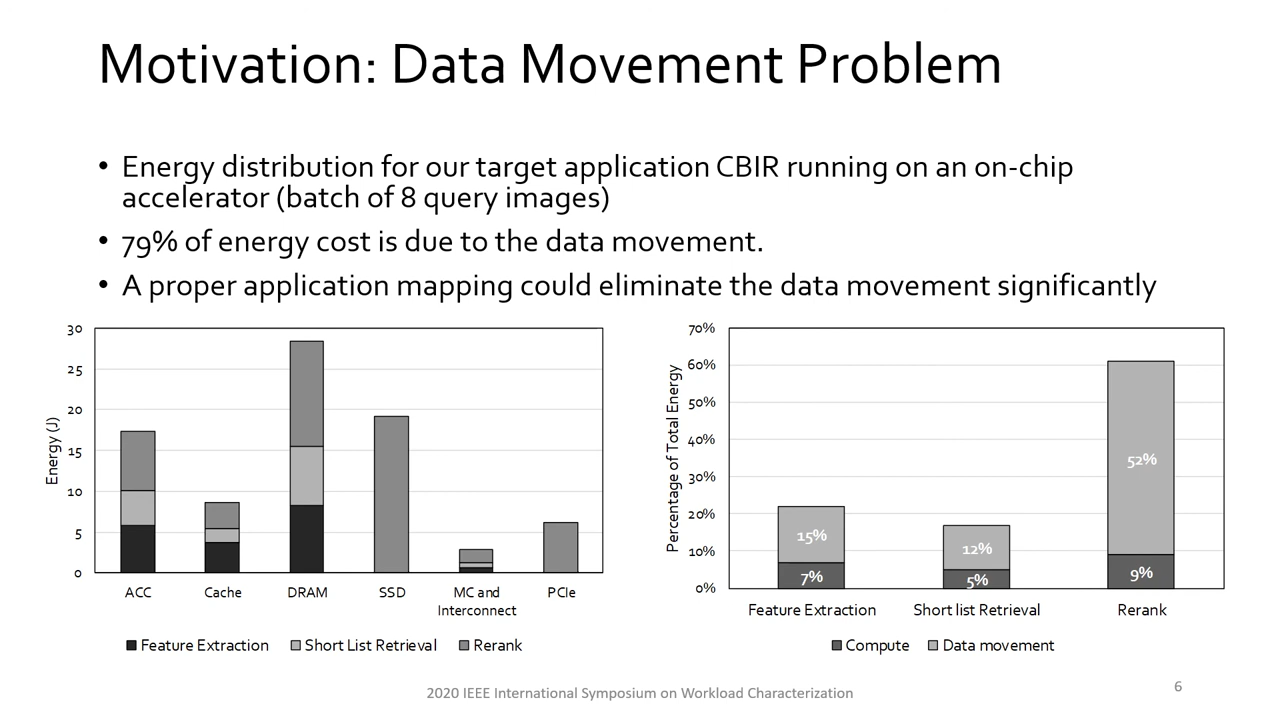 Motivation: Data Movement Problem
• Energy distribution for our target application CBIR running on an on-chip
accelerator (batch of 8 query images)
• 79% of energy cost is due to the data movement.
• A proper application mapping could eliminate the data movement significantly
Energy (J)
30
25
20
15
10
5
0
ACC
Cache
DRAM
SSD
MC and
Interconnect
PCIe
Feature Extraction
Short List Retrieval
Rerank
Percentage of Total Energy
70%
60%
50%
40%
30%
20%
10%
0%
15%
7%
12%
5%
52%
9%
Feature Extraction
Short list Retrieval
Rerank
Compute
Data movement
2020 IEEE International Symposium on Workload Characterization
6